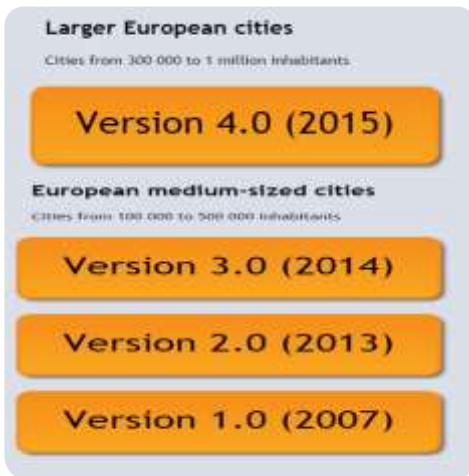 Larger European cities
Cities from 300 000 to 1 million inhabitants
Version 4.0 (2015)
European medium-sized cities
Cities from 100 000 to 500 000 inhabitants
Version 3.0 (2014)
Version 2.0 (2013)
Version 1.0 (2007)